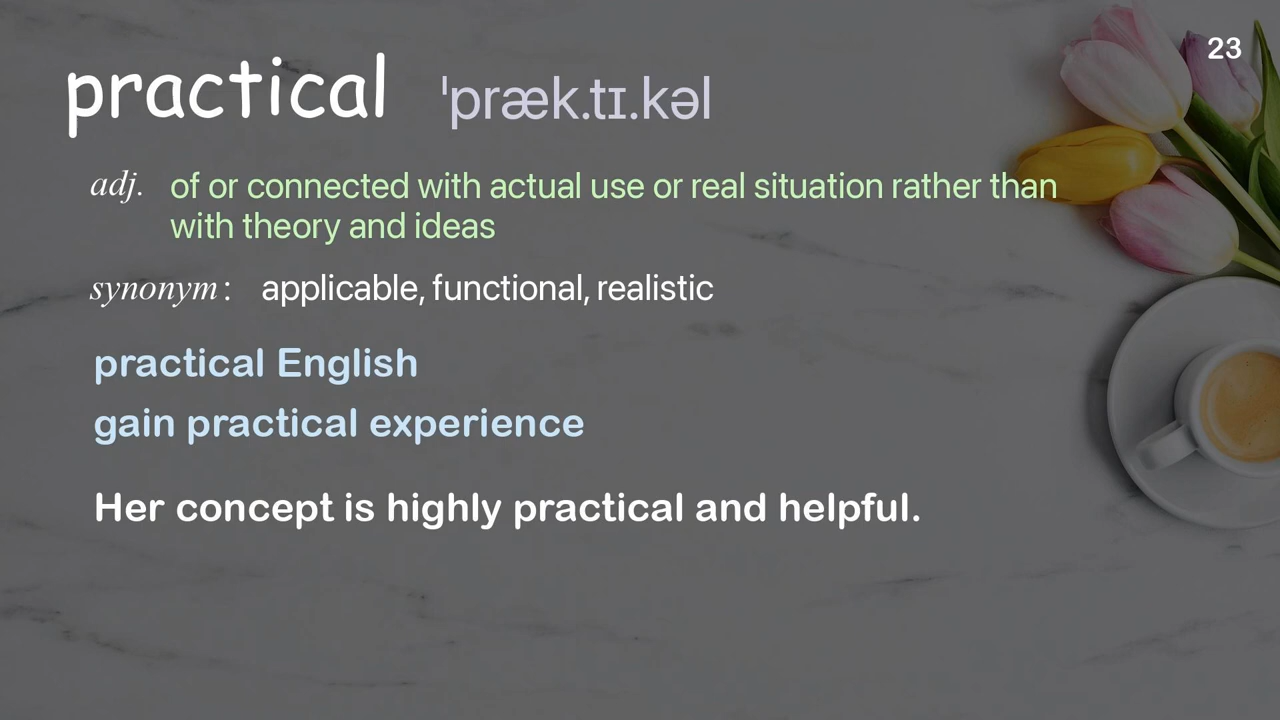 23
practical ˈpræk.tɪ.kəl
adj. of or connected with actual use or real situation rather than
with theory and ideas
synonym: applicable, functional, realistic
practical English
gain practical experience
Her concept is highly practical and helpful.